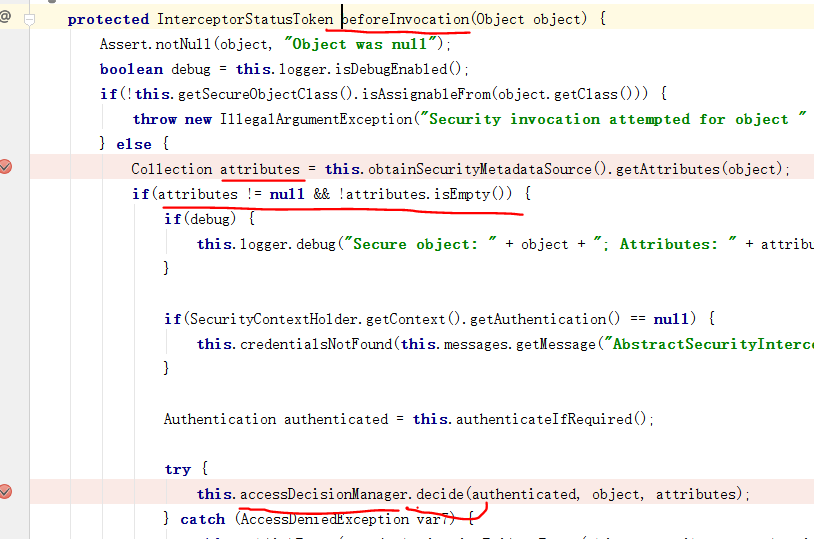 @
protected InterceptorStatusToken beforeInvocation(Object object) {
Assert.notNull(object, "Object was null");
boolean debug = this.logger.isDebugEnabled();
if(!this.getSecureObjectClass().isAssignableFrom(object.getClass())) {
throw new IllegalArgumentException("Security invocation attempted for object "
} else {
Collection attributes = this.obtainSecurityMetadataSource().getAttributes(object);
if(attributes != null && !attributes.isEmpty()) {
if(debug) {
this.logger.debug("Secure object: " + object + "; Attributes: " + attribu
}
if(SecurityContextHolder.getContext().getAuthentication() == null) {
this.credentialsNotFound(this.messages.getMessage("AbstractSecurityInterce
}
Authentication authenticated = this.authenticateIfRequired();
try {
this.accessDecisionManager.decide(authenticated, object, attributes);
} catch (AccessDeniedException var7) {